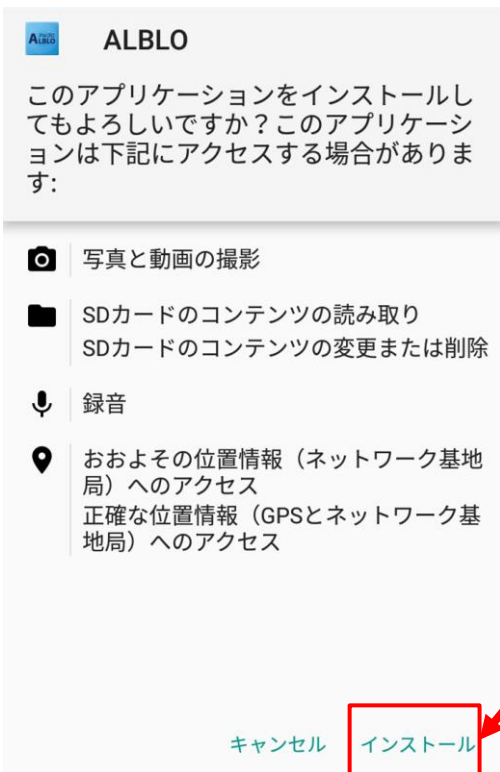 ALBLO
ALBLO
このアプリケーションをインストールし
てもよろしいですか？このアプリケーシ
ョンは下記にアクセスする場合がありま
す:
写真と動画の撮影
SDカードのコンテンツの読み取り
SDカードのコンテンツの変更または削除
録音
おおよその位置情報（ネットワーク基地
局）へのアクセス
正確な位置情報（GPSとネットワーク基
地局）へのアクセス
キャンセル
インストール